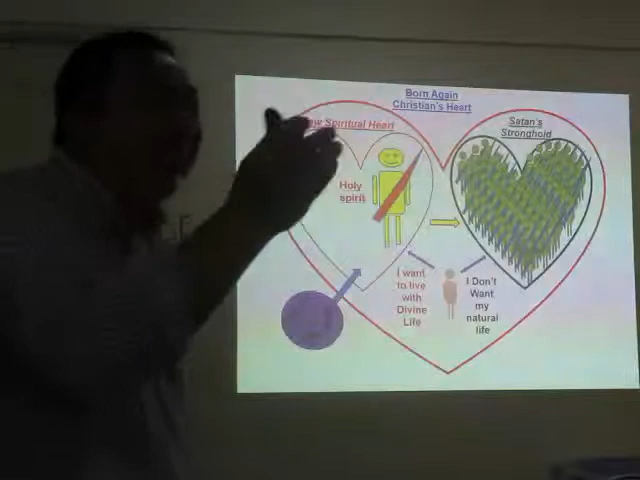 Born Again
Christian's Heart
Spiritual Heart
Satan's
Stronghold
Holy
spirit
I want
to live
with
Divine
Life
I Don't
Want
my
natural
life